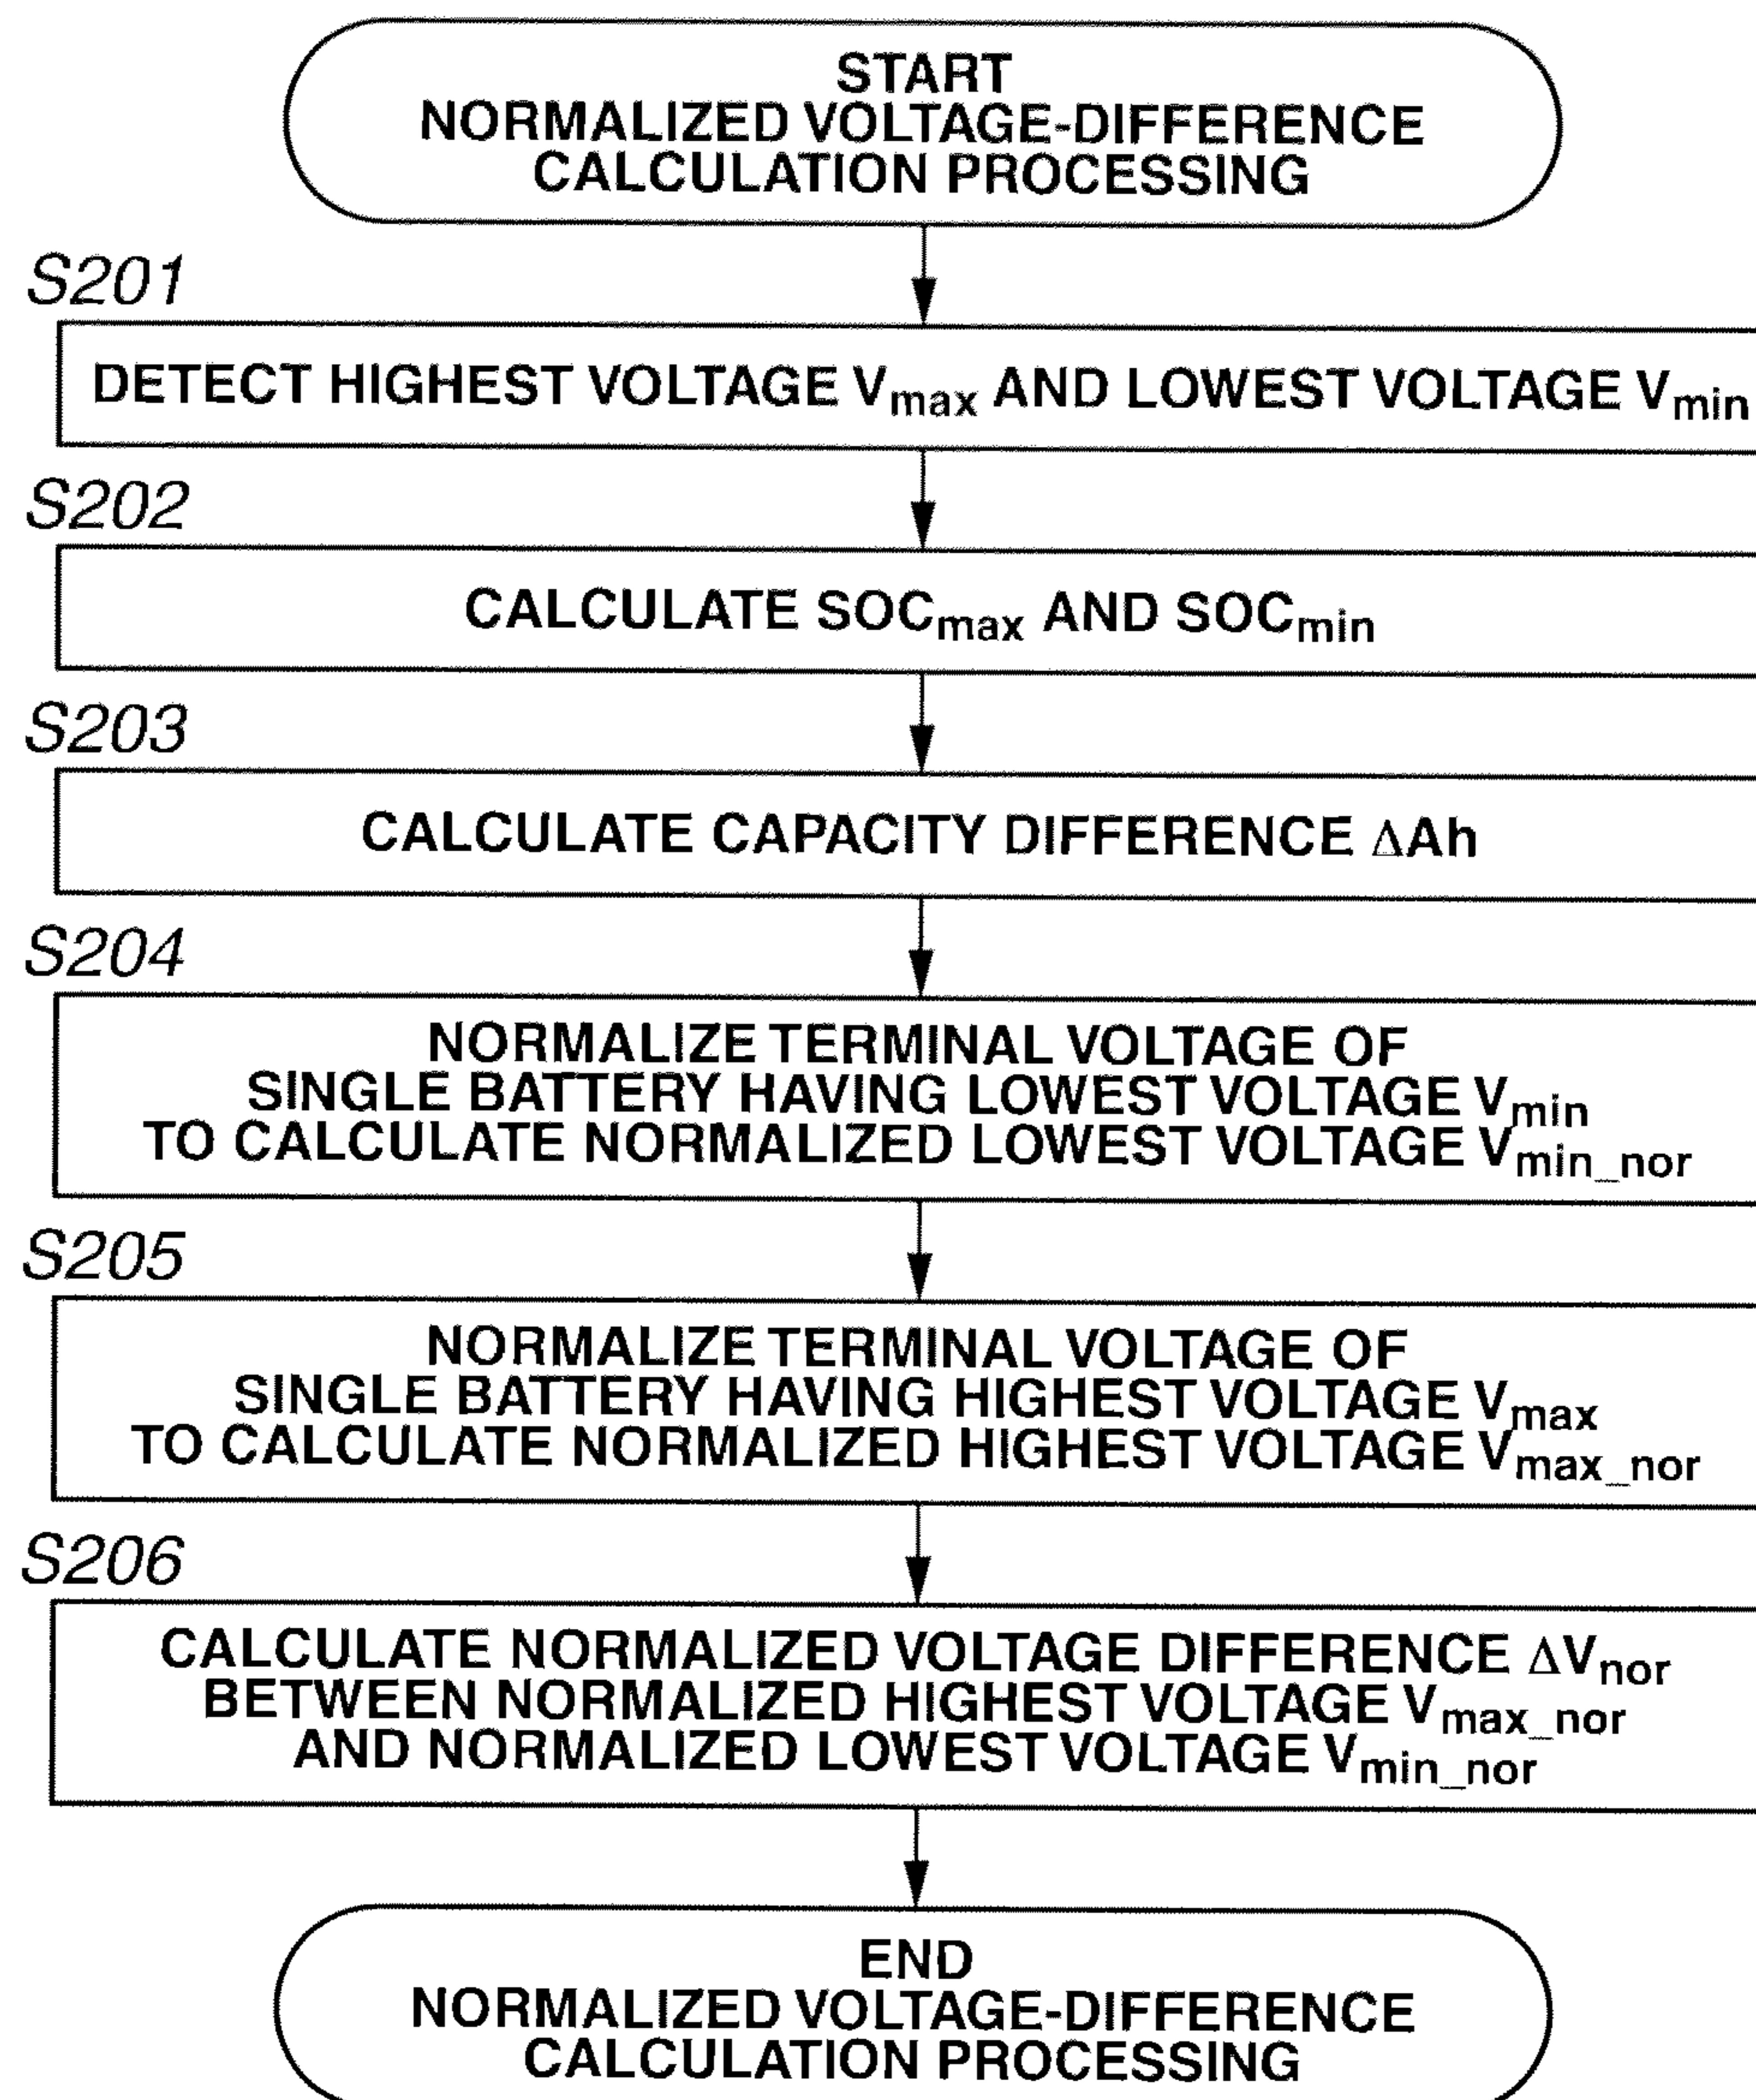 START
NORMALIZED VOLTAGE-DIFFERENCE
CALCULATION PROCESSING
S201
DETECT HIGHEST VOLTAGE Vmax AND LOWEST VOLTAGE Vmin
S202
CALCULATE SOCmax AND SOCmin
S203
CALCULATE CAPACITY DIFFERENCE ΔAh
S204
NORMALIZE TERMINAL VOLTAGE OF
SINGLE BATTERY HAVING LOWEST VOLTAGE Vmin
TO CALCULATE NORMALIZED LOWEST VOLTAGE Vmin_nor
S205
NORMALIZE TERMINAL VOLTAGE OF
SINGLE BATTERY HAVING HIGHEST VOLTAGE Vmax
TO CALCULATE NORMALIZED HIGHEST VOLTAGE Vmax_nor
S206
CALCULATE NORMALIZED VOLTAGE DIFFERENCE ΔVnor
BETWEEN NORMALIZED HIGHEST VOLTAGE Vmax_nor
AND NORMALIZED LOWEST VOLTAGE Vmin_nor
END
NORMALIZED VOLTAGE-DIFFERENCE
CALCULATION PROCESSING